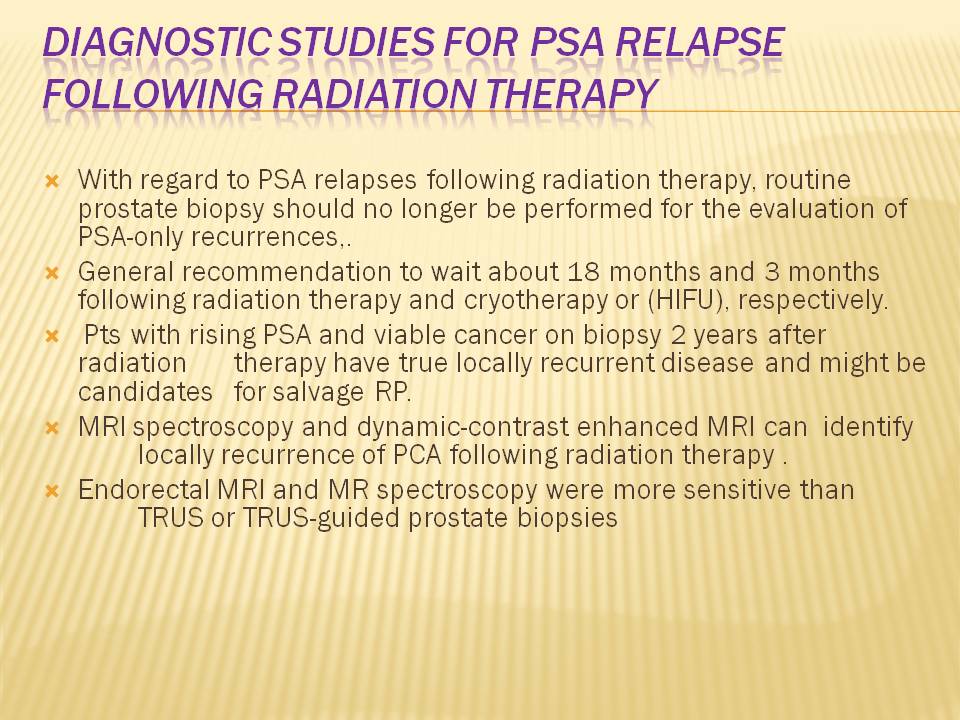 DIAGNOSTIC STUDIES FOR PSA RELAPSE
FOLLOWING RADIATION THERAPY
With regard to PSA relapses following radiation therapy, routine
prostate biopsy should no longer be performed for the evaluation of
PSA-only recurrences,.
General recommendation to wait about 18 months and 3 months
following radiation therapy and cryotherapy or (HIFU), respectively.
Pts with rising PSA and viable cancer on biopsy 2 years after
radiation therapy have true locally recurrent disease and might be
candidates for salvage RP.
MRI spectroscopy and dynamic-contrast enhanced MRI can identify
locally recurrence of PCA following radiation therapy .
Endorectal MRI and MR spectroscopy were more sensitive than
TRUS or TRUS-guided prostate biopsies